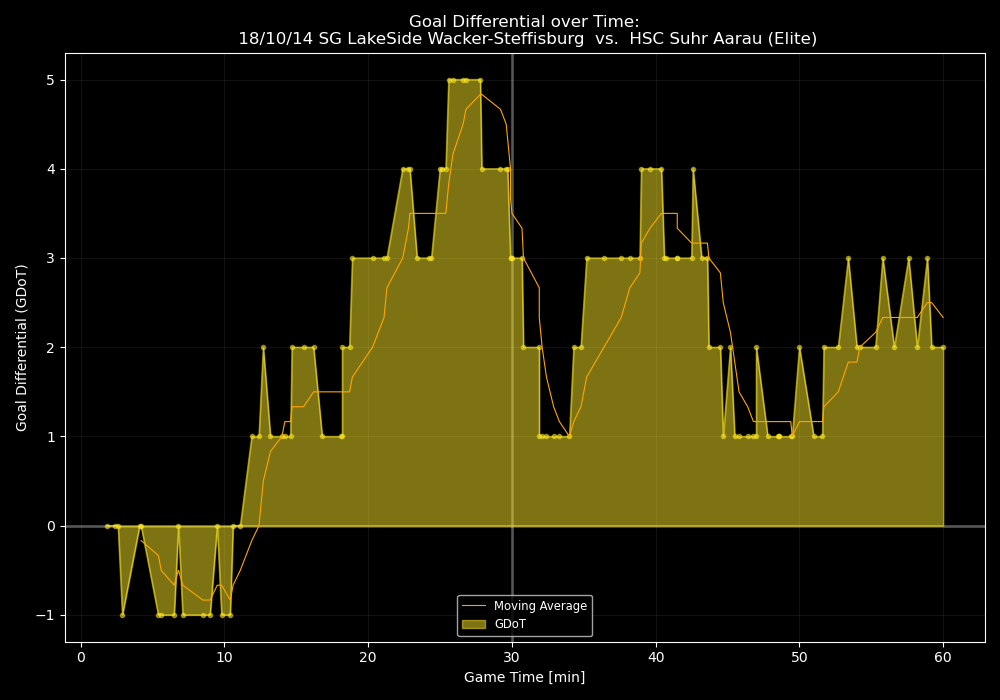 Goal Differential over Time:
18/10/14 SG LakeSide Wacker-Steffisburg  vs.  HSC Suhr Aarau (Elite)
Goal Differential (GDoT)
5
4
3
2
1
0
−1
Moving Average
GDoT
0 10 20 30 40 50 60
Game Time [min]